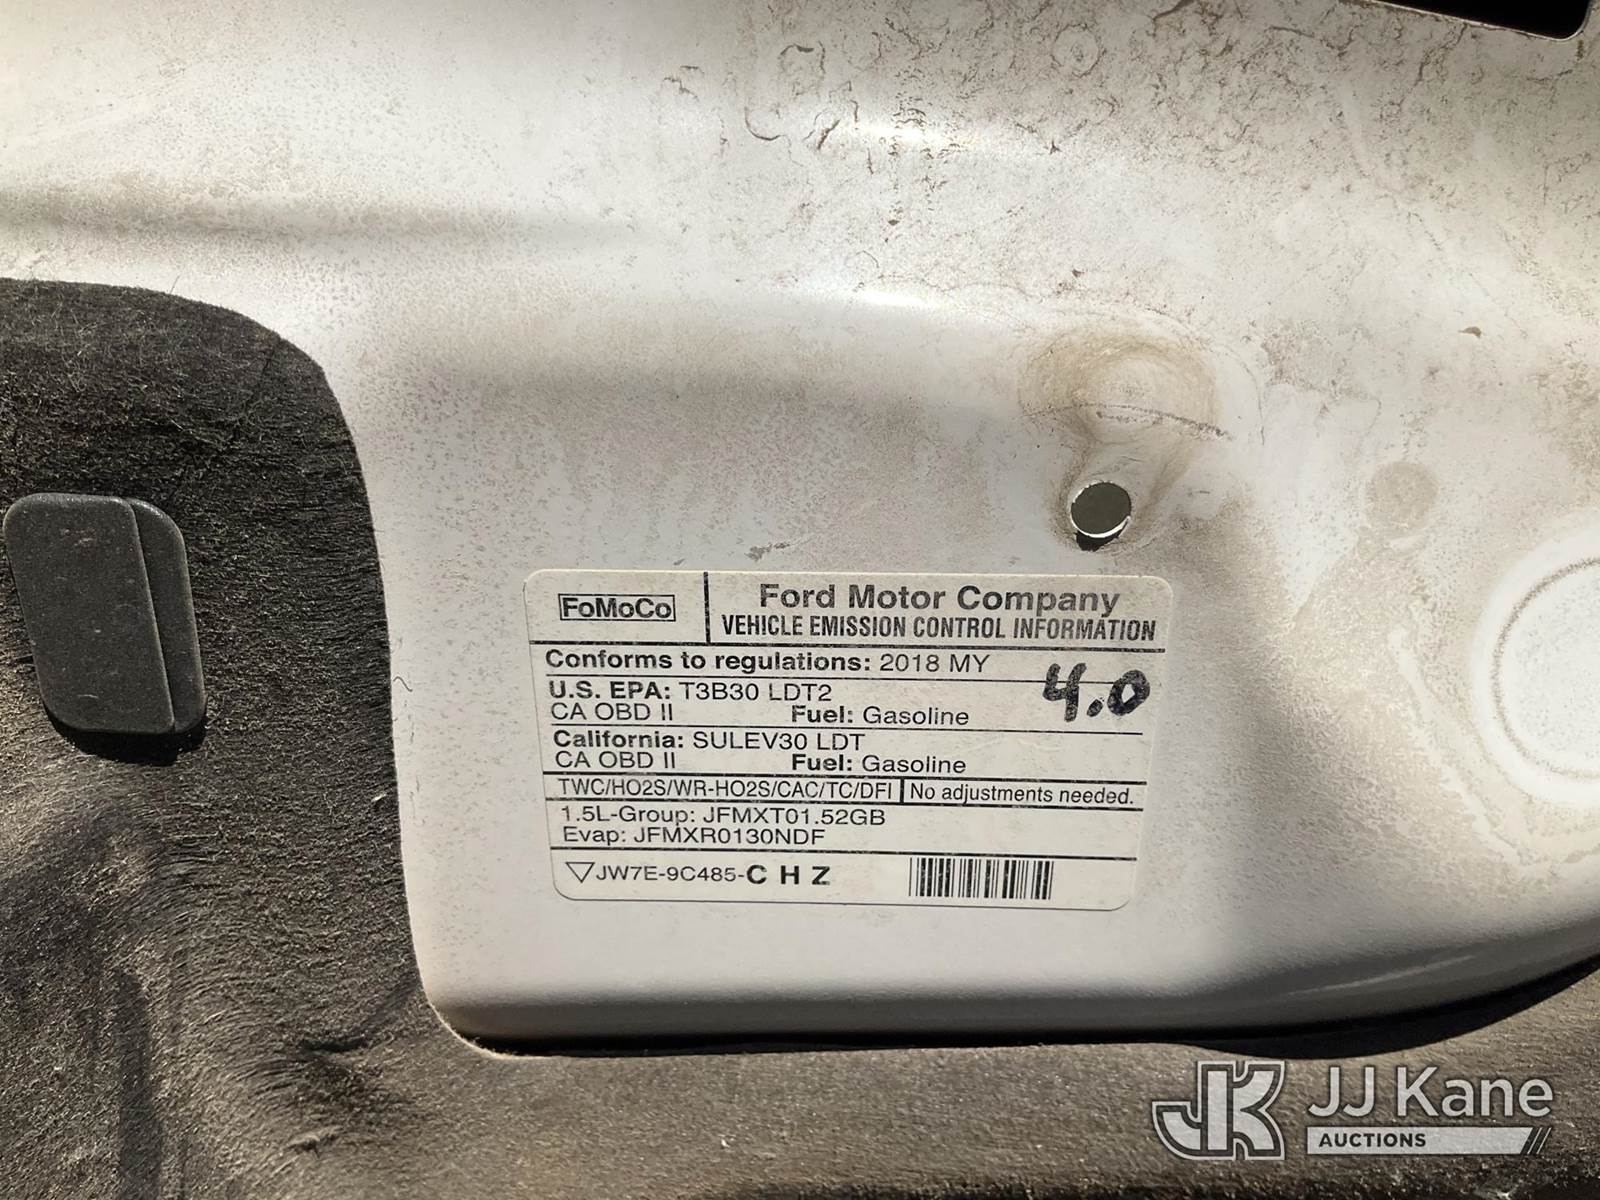 FoMoCo
Ford Motor Company
VEHICLE EMISSION CONTROL INFORMATION
Conforms to regulations: 2018 MY
4.0
U.S. EPA: T3B30 LDT2
CA OBD II Fuel: Gasoline
California: SULEV30 LDT
CA OBD II Fuel: Gasoline
TWC/HO2S/WR-HO2S/CAC/TC/DFI No adjustments needed.
1.5L-Group: JFMXT01.52GB
Evap: JFMXR0130NDF
JW7E-9C485-C H Z
JK JJ Kane
AUCTIONS